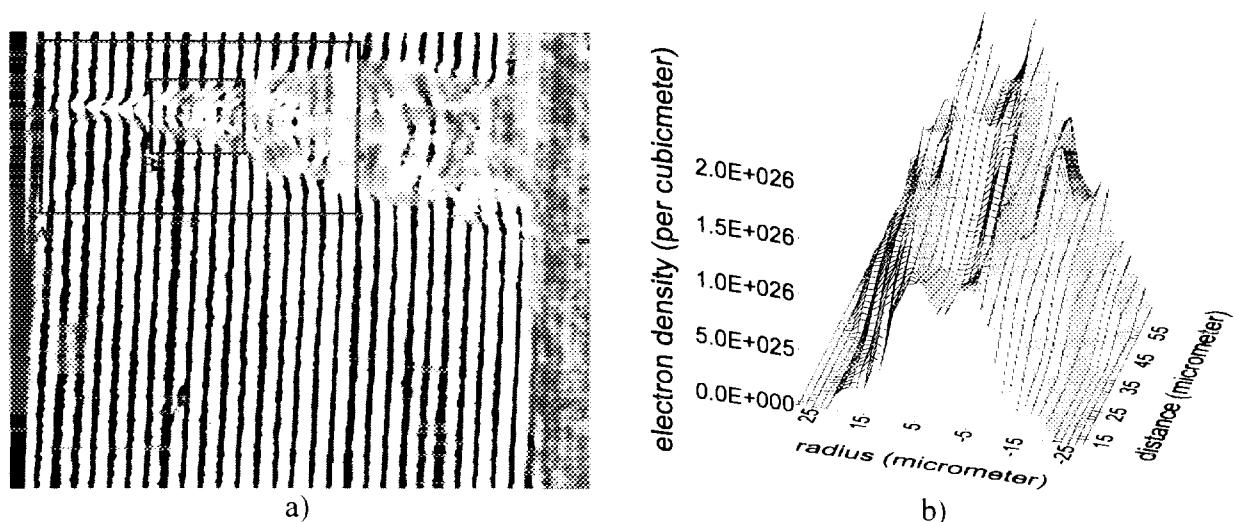 a)
electron density (per cubicmeter)
2.0E+026
1.5E+026
1.0E+026
5.0E+025
0.0E+000
25
15
5
-5
-15
-25
radius (micrometer)
15
25
35
45
55
distance (micrometer)
b)